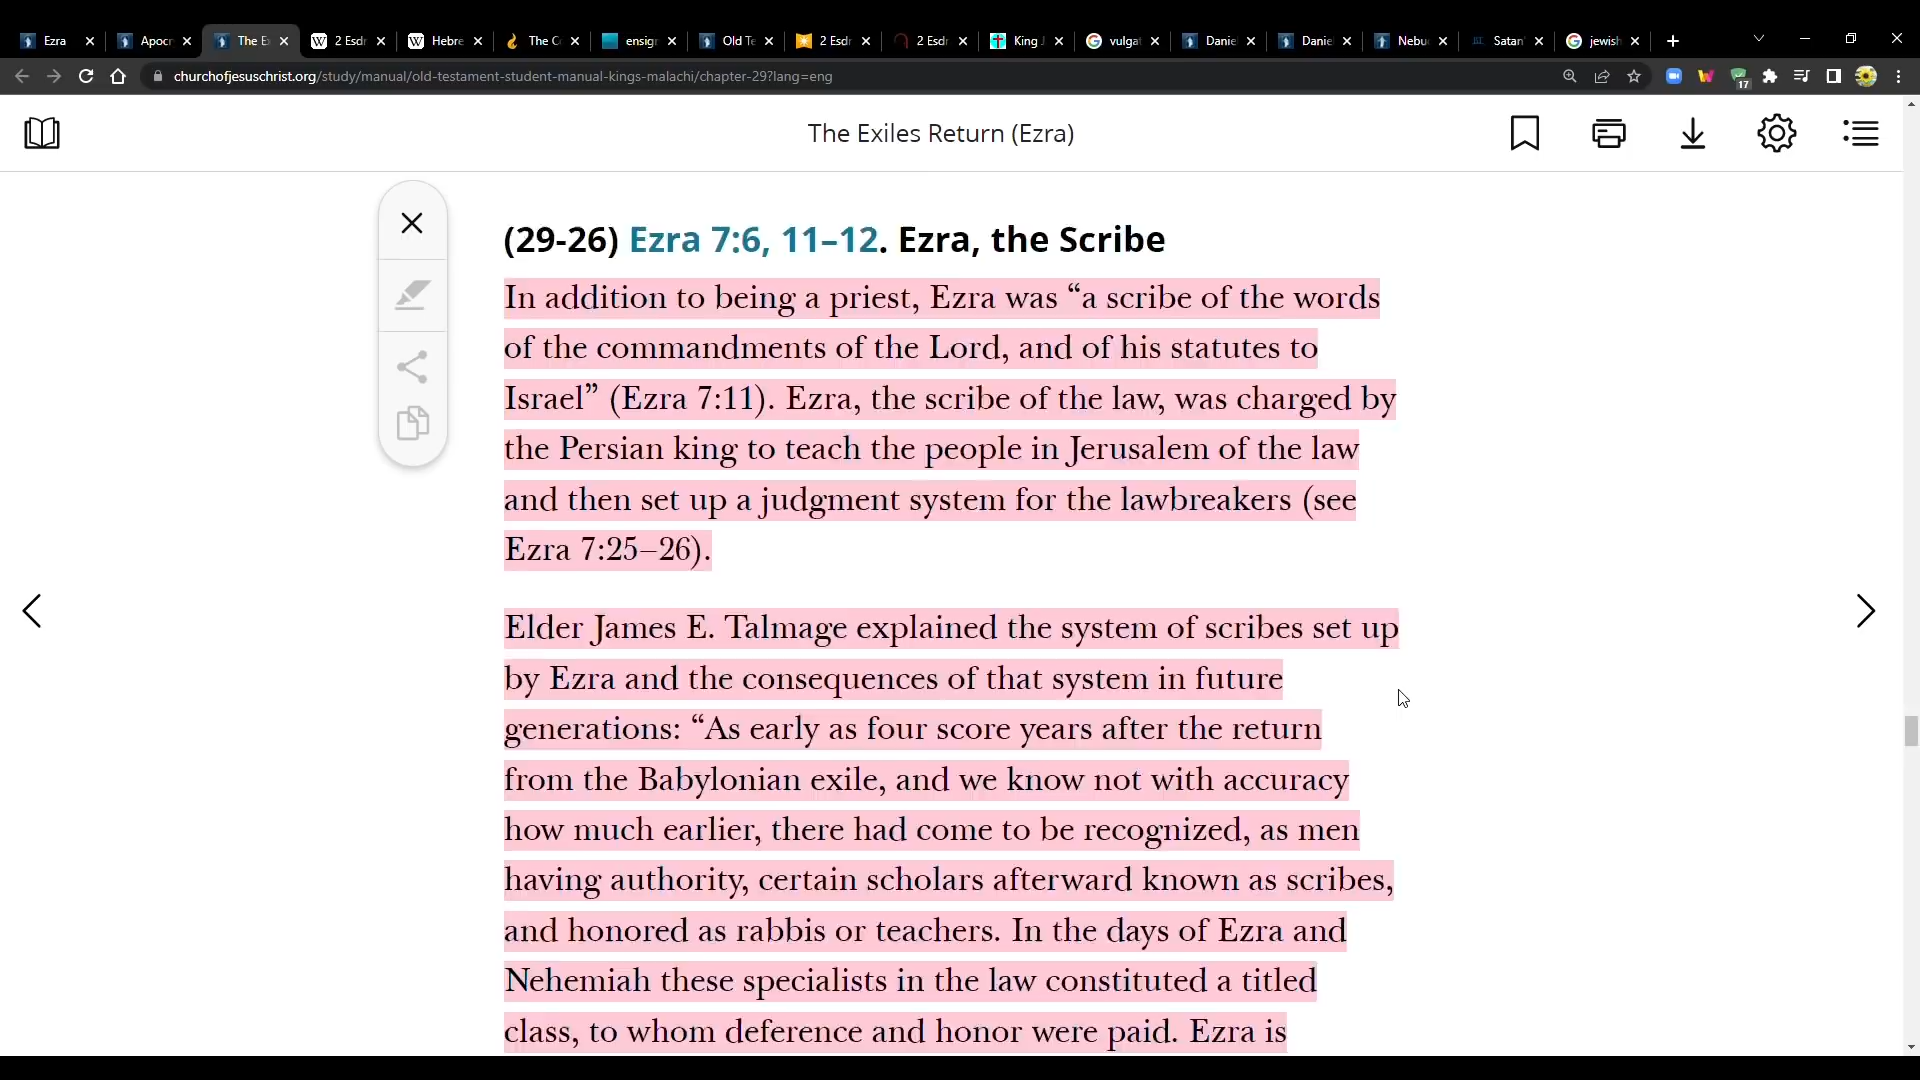 Ezra
Apocr
The E
2 Esdr
Hebre
The C
ensig
Old Te
2 Esdr
2 Esdr
King J
vulga
Danie
Danie
Nebu
Satan'
jewish
churchofjesuschrist.org/study/manual/old-testament-student-manual-kings-malachi/chapter-29?lang=eng
17
The Exiles Return (Ezra)
(29-26) Ezra 7:6, 11–12. Ezra, the Scribe
In addition to being a priest, Ezra was “a scribe of the words
of the commandments of the Lord, and of his statutes to
Israel” (Ezra 7:11). Ezra, the scribe of the law, was charged by
the Persian king to teach the people in Jerusalem of the law
and then set up a judgment system for the lawbreakers (see
Ezra 7:25–26).
Elder James E. Talmage explained the system of scribes set up
by Ezra and the consequences of that system in future
generations: “As early as four score years after the return
from the Babylonian exile, and we know not with accuracy
how much earlier, there had come to be recognized, as men
having authority, certain scholars afterward known as scribes,
and honored as rabbis or teachers. In the days of Ezra and
Nehemiah these specialists in the law constituted a titled
class, to whom deference and honor were paid. Ezra is